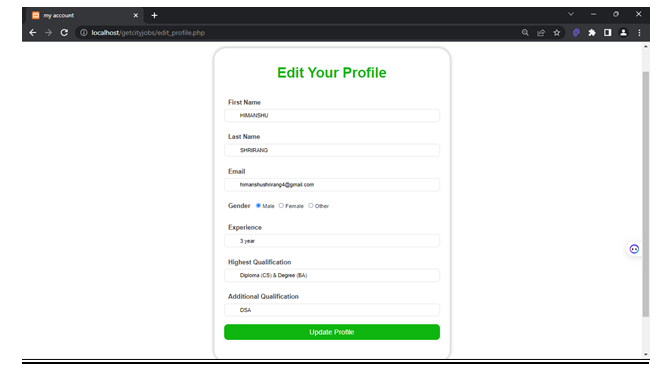 my account
localhost/getcityjobs/edit_profile.php
Edit Your Profile
First Name
HIMANSHU
Last Name
SHRIRANG
Email
himanshushrirang4@gmail.com
Gender Male Female Other
Experience
3 year
Highest Qualification
Diploma (CS) & Degree (BA)
Additional Qualification
DSA
Update Profile